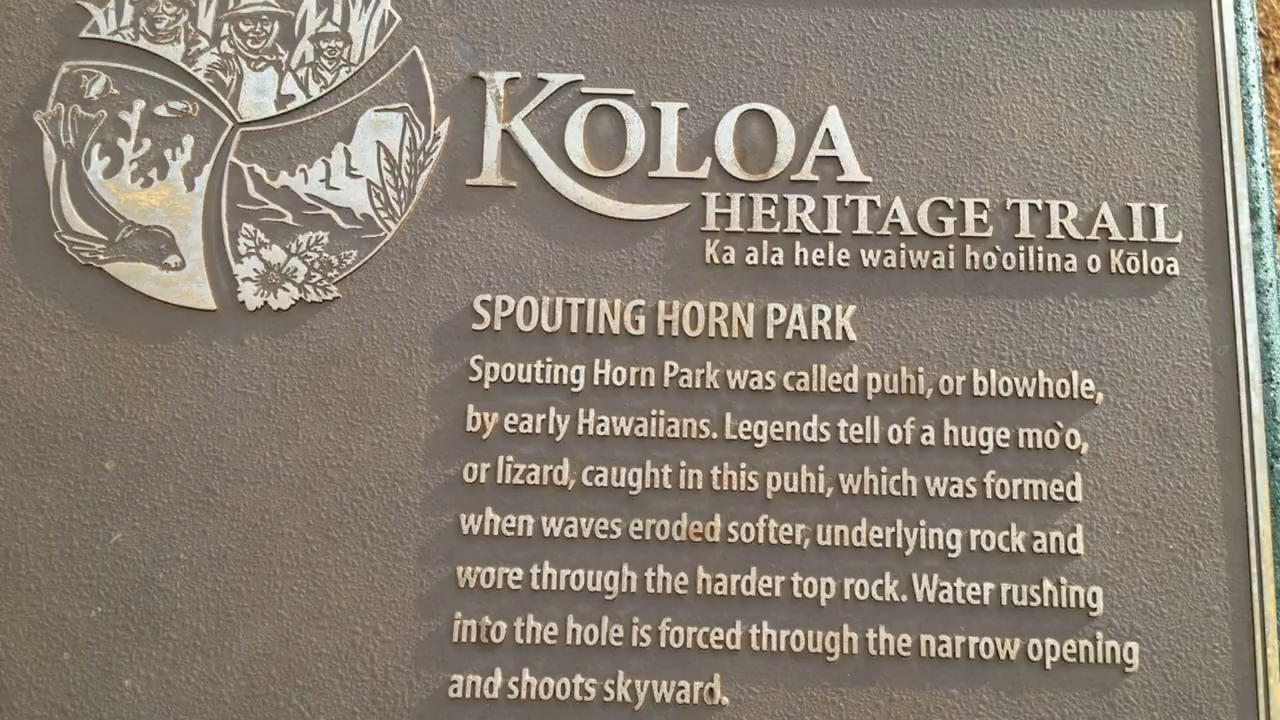 KŌLOA
HERITAGE TRAIL
Ka ala hele waiwai ho`oilina o Kōloa
SPOUTING HORN PARK
Spouting Horn Park was called puhi, or blowhole,
by early Hawaiians. Legends tell of a huge mo`o,
or lizard, caught in this puhi, which was formed
when waves eroded softer, underlying rock and
wore through the harder top rock. Water rushing
into the hole is forced through the narrow opening
and shoots skyward.